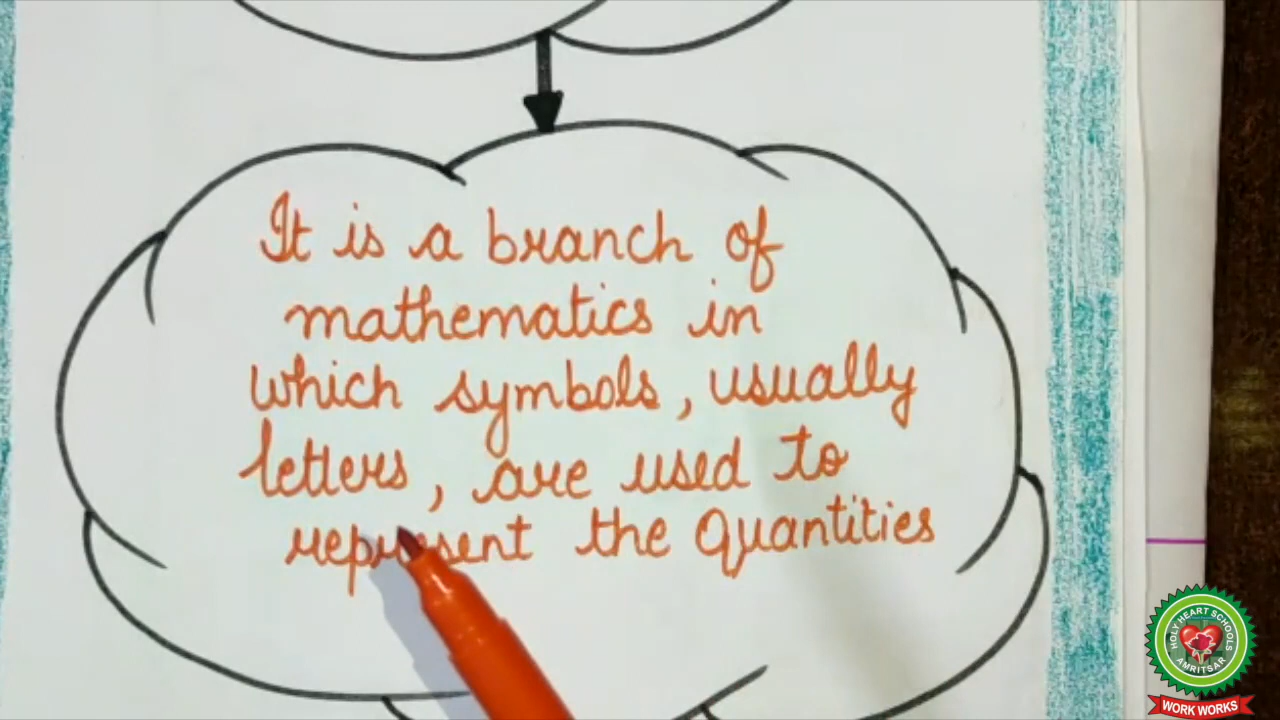 It is a branch of
mathematics in
which symbols, usually
letters, are used to
represent the Quantities
HOLY HEART SCHOOLS
AMRITSAR
WORK WORKS